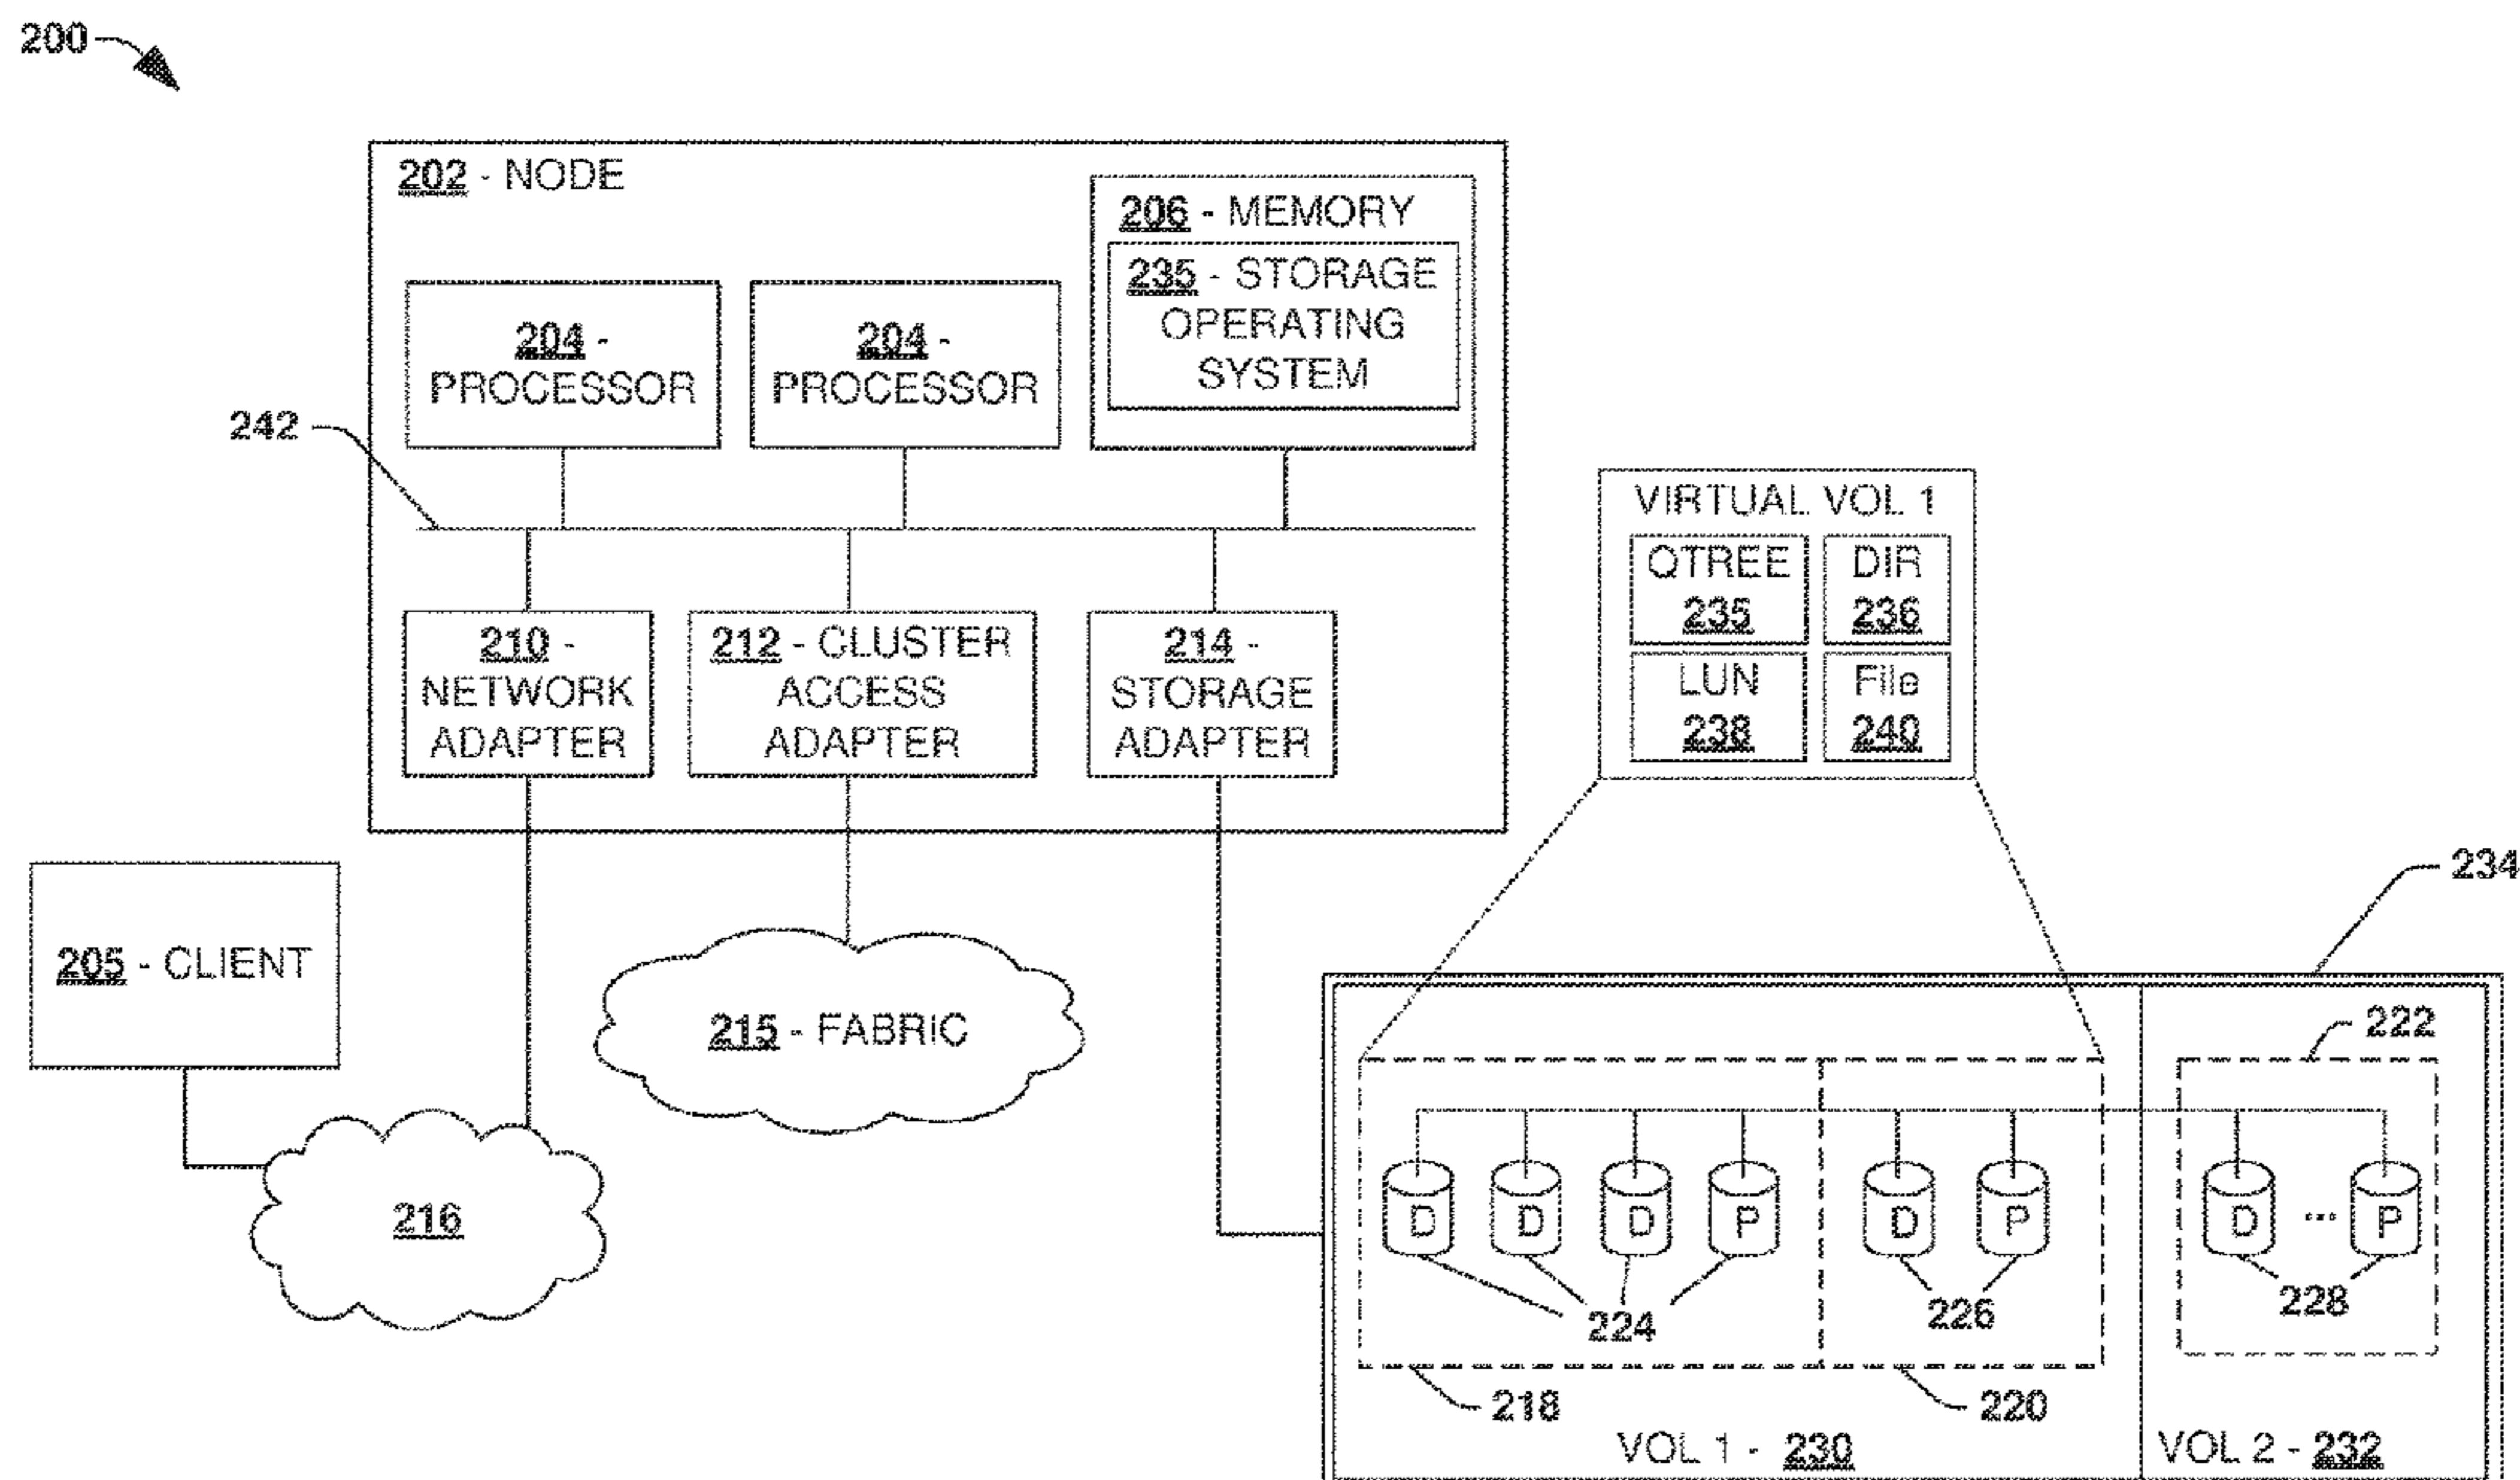 200
202 - NODE
206 - MEMORY
235 - STORAGE
OPERATING
SYSTEM
204 -
PROCESSOR
204 -
PROCESSOR
242
210 -
NETWORK
ADAPTER
212 - CLUSTER
ACCESS
ADAPTER
214 -
STORAGE
ADAPTER
VIRTUAL VOL 1
QTREE
235
DIR
236
LUN
238
File
240
205 - CLIENT
215 - FABRIC
216
234
222
D
D
D
P
D
P
D
...
P
224
226
228
218
220
VOL 1 - 230
VOL 2 - 232